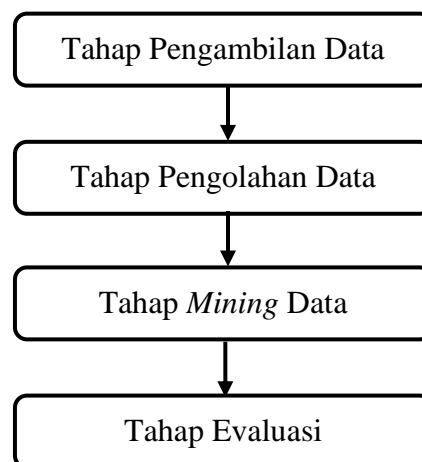 Tahap Pengambilan Data
Tahap Pengolahan Data
Tahap Mining Data
Tahap Evaluasi